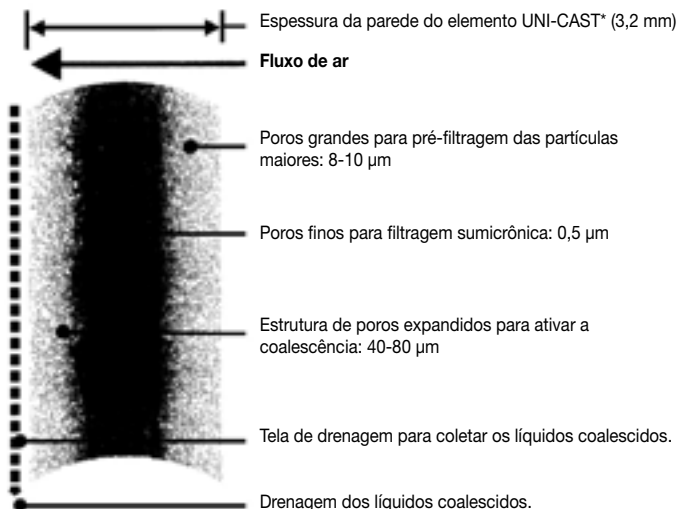 Espessura da parede do elemento UNI-CAST* (3,2 mm)
Fluxo de ar
Poros grandes para pré-filtragem das partículas
maiores: 8-10 µm
Poros finos para filtragem sumicrônica: 0,5 µm
Estrutura de poros expandidos para ativar a
coalescência: 40-80 µm
Tela de drenagem para coletar os líquidos coalescidos.
Drenagem dos líquidos coalescidos.